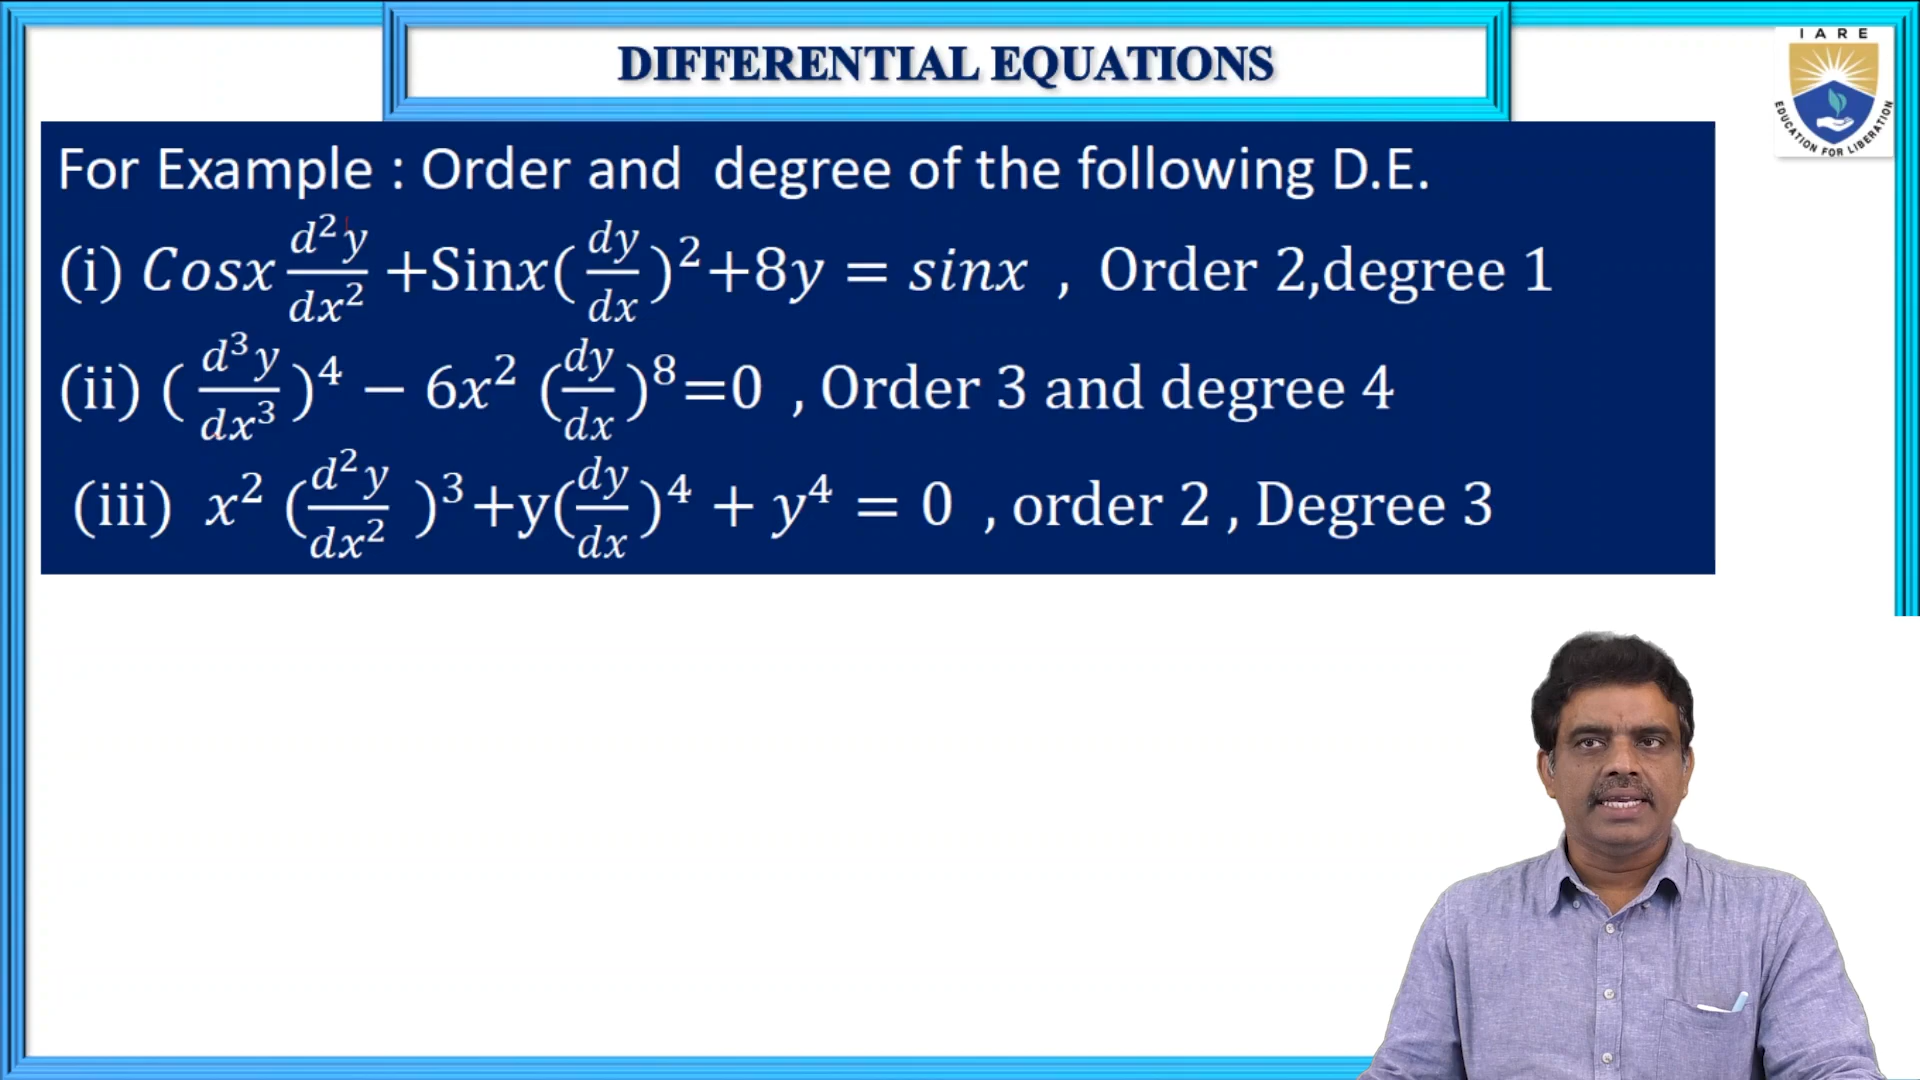 DIFFERENTIAL EQUATIONS
IARE
EDUCATION FOR LIBERATION
For Example : Order and degree of the following D.E.
(i) Cosx d²y/dx² +Sinx(dy/dx)²+8y = sinx , Order 2,degree 1
(ii) (d³y/dx³)⁴ − 6x² (dy/dx)⁸=0 , Order 3 and degree 4
(iii) x² (d²y/dx² )³+y(dy/dx)⁴ + y⁴ = 0 , order 2 , Degree 3